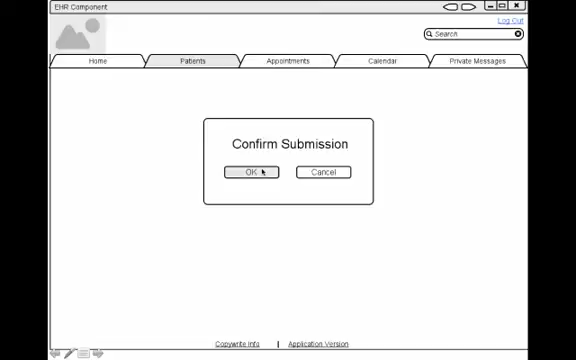 EHR Component
Log Out
Search
Home
Patients
Appointments
Calendar
Private Messages
Confirm Submission
OK
Cancel
Copywrite Info | Application Version